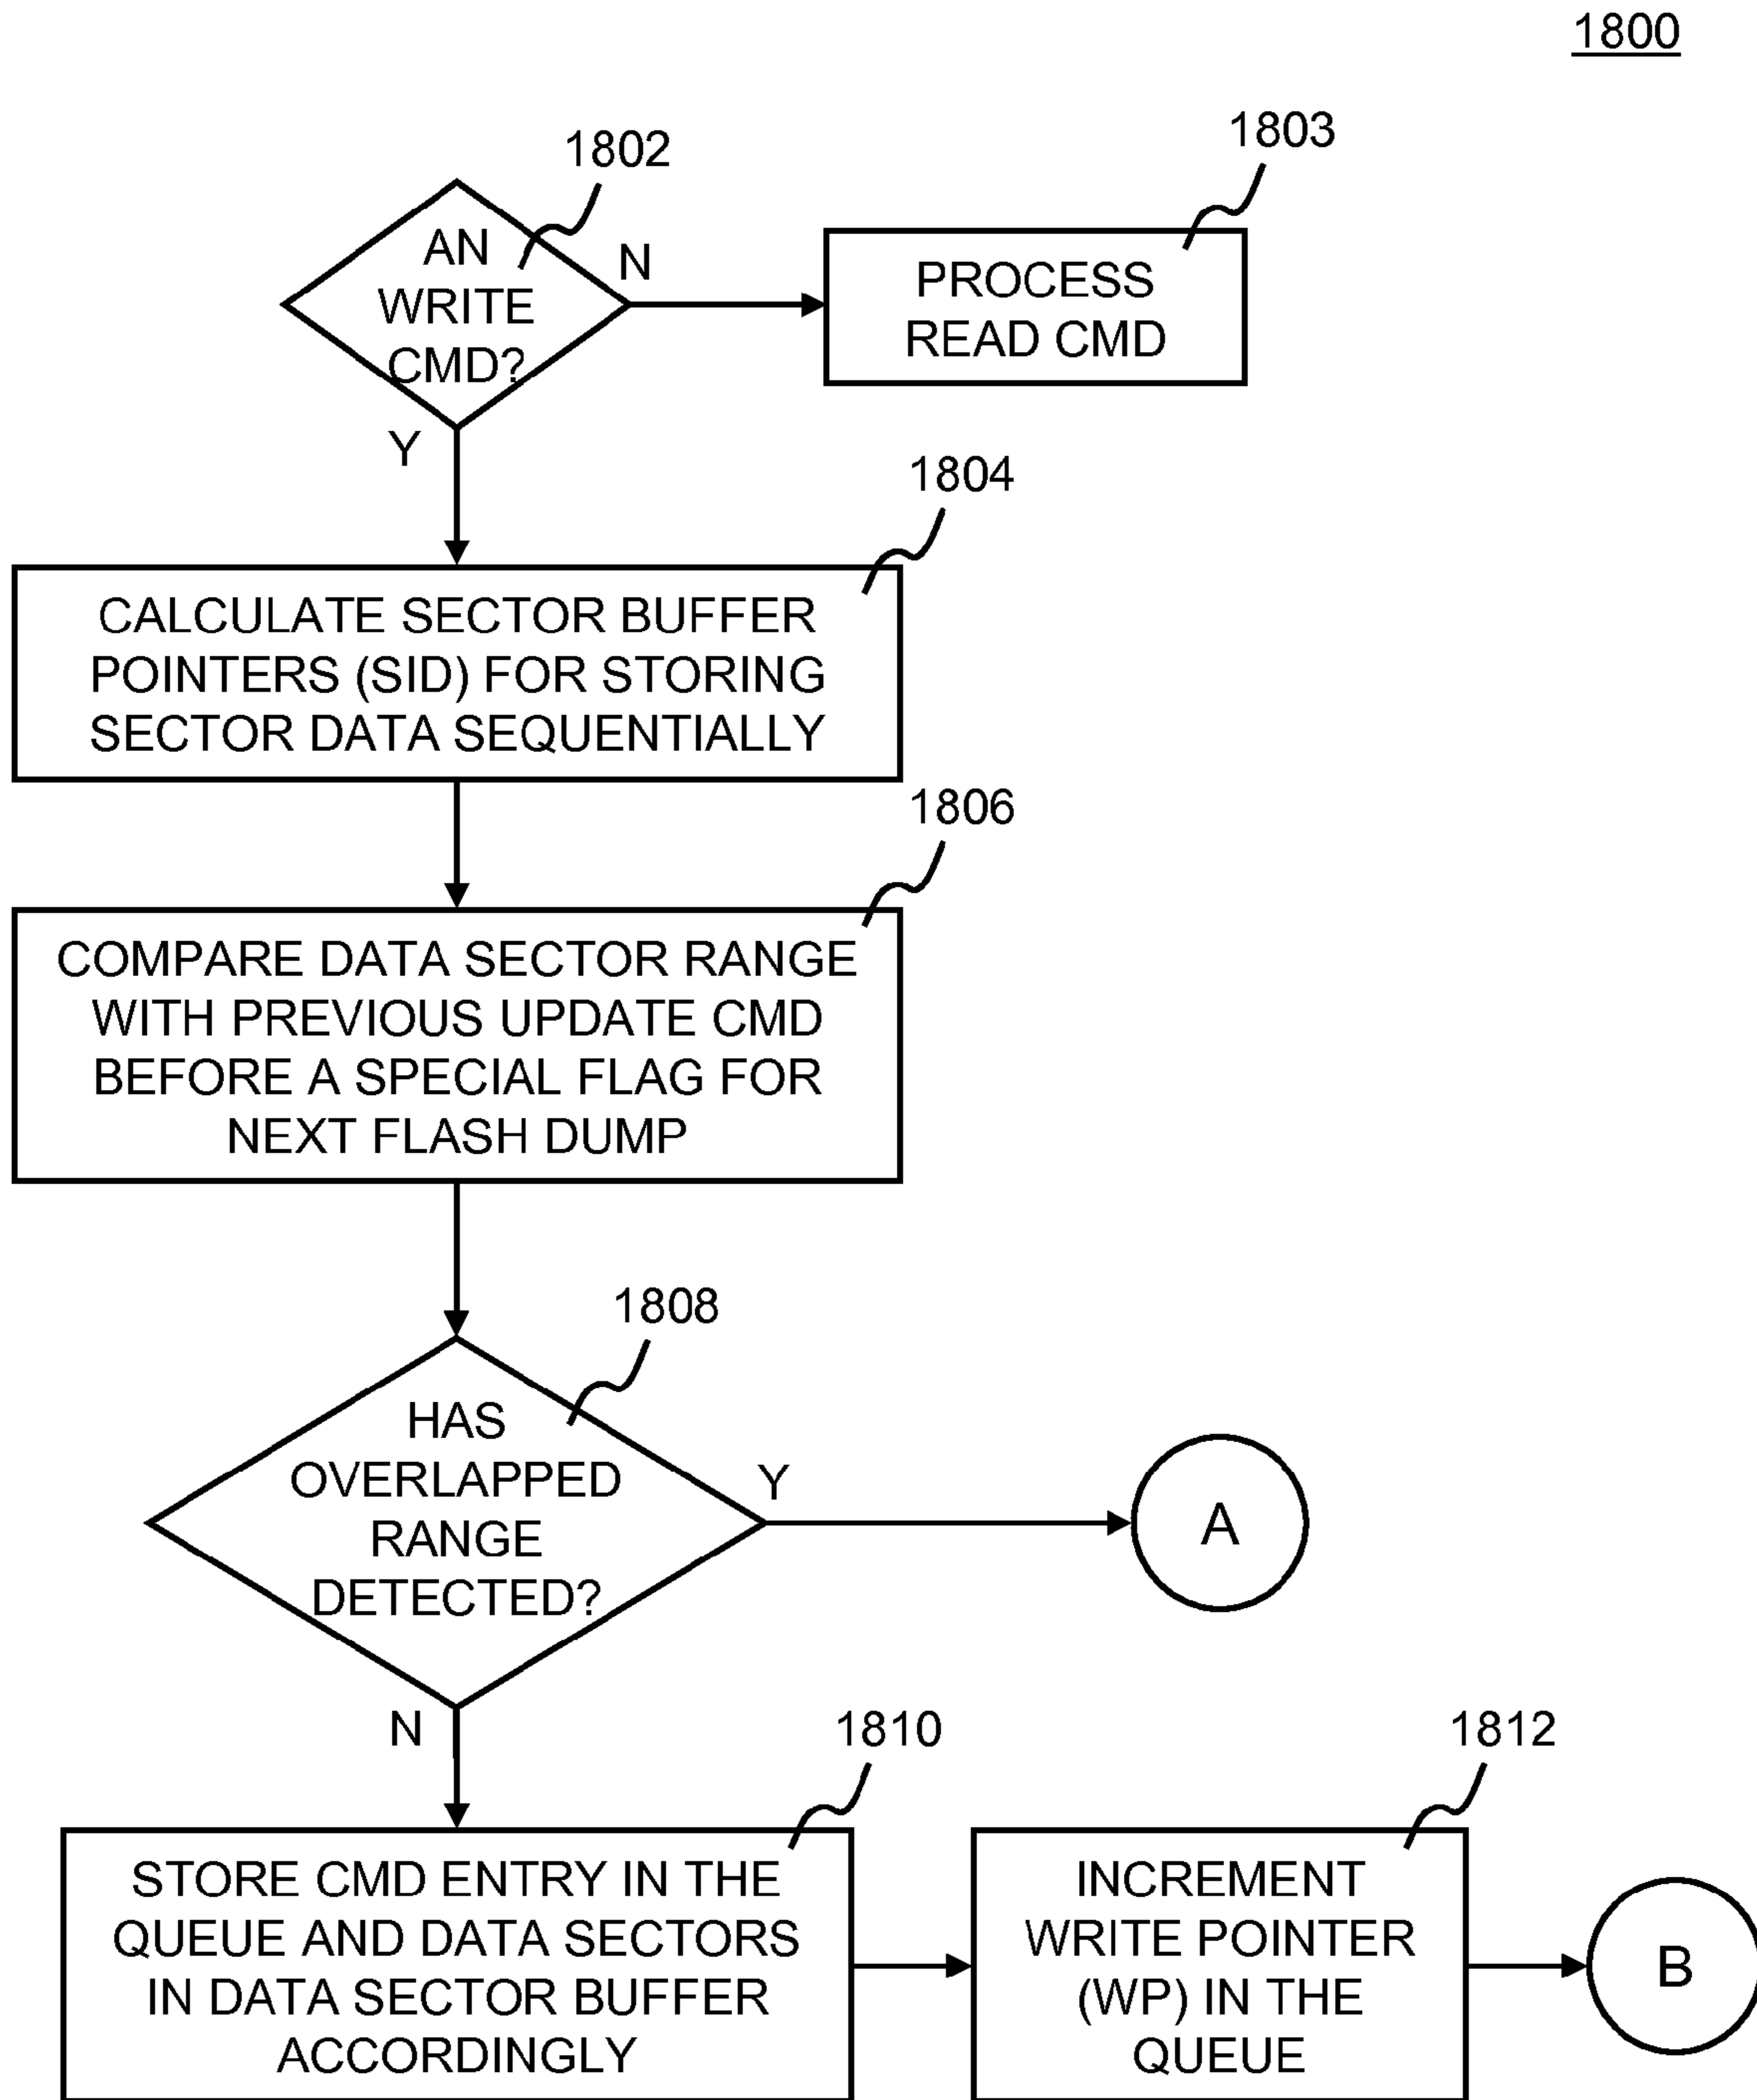 1800
1802
1803
AN
WRITE
CMD?
N
PROCESS
READ CMD
Y
1804
CALCULATE SECTOR BUFFER
POINTERS (SID) FOR STORING
SECTOR DATA SEQUENTIALLY
1806
COMPARE DATA SECTOR RANGE
WITH PREVIOUS UPDATE CMD
BEFORE A SPECIAL FLAG FOR
NEXT FLASH DUMP
1808
HAS
OVERLAPPED
RANGE
DETECTED?
Y
A
N
1810
1812
STORE CMD ENTRY IN THE
QUEUE AND DATA SECTORS
IN DATA SECTOR BUFFER
ACCORDINGLY
INCREMENT
WRITE POINTER
(WP) IN THE
QUEUE
B